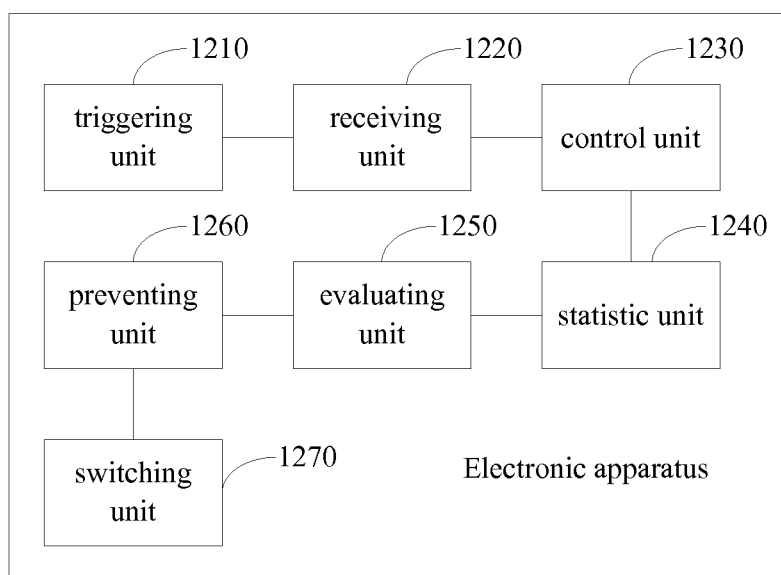 1210
1220
1230
triggering
unit
receiving
unit
control unit
1260
1250
1240
preventing
unit
evaluating
unit
statistic unit
switching
unit
1270
Electronic apparatus